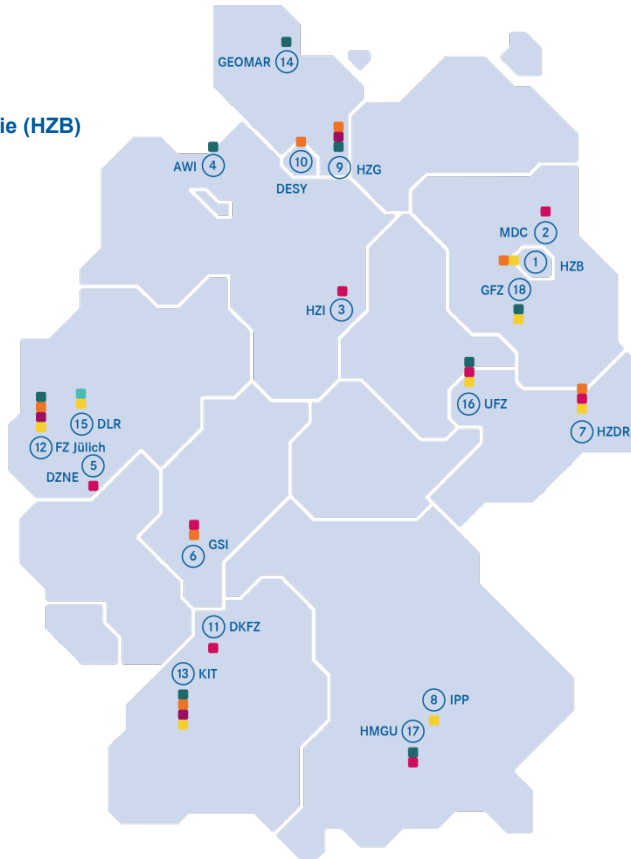 GEOMAR 14
ie (HZB)
AWI 4
10
DESY
9 HZG
MDC 2
1 HZB
GFZ 18
HZI 3
16 UFZ
7 HZDR
15 DLR
12 FZ Jülich
5
DZNE
GSI
6
11 DKFZ
13 KIT
8 IPP
HMGU 17